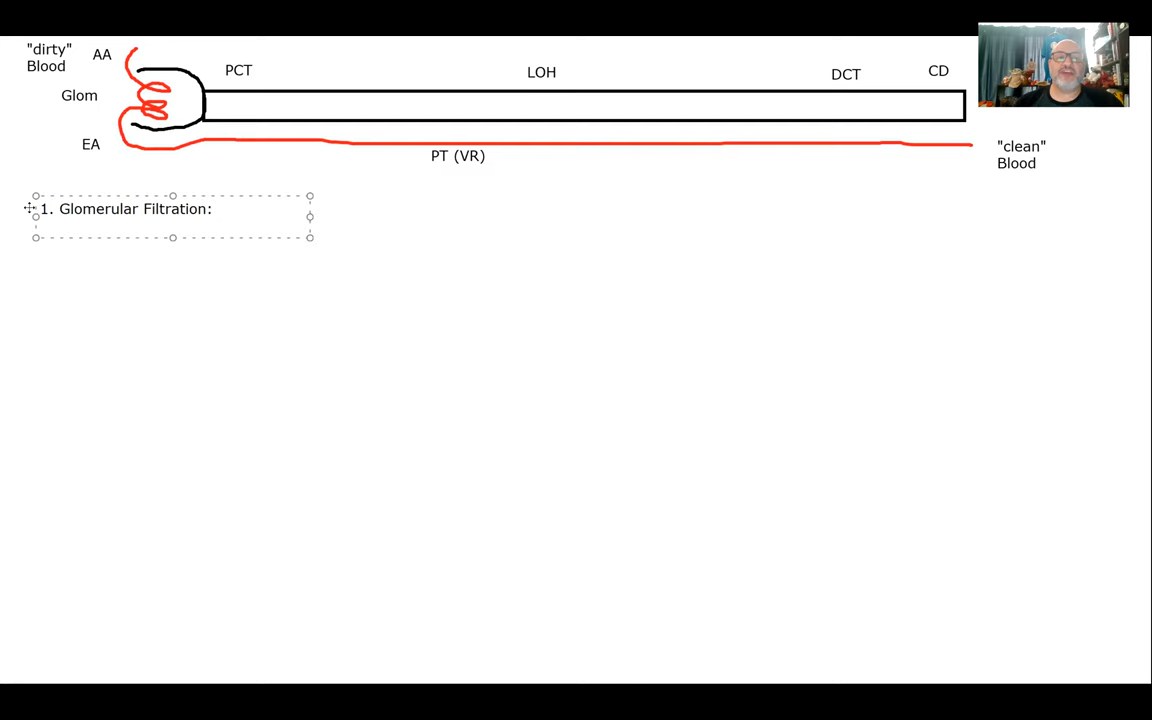 "dirty"
Blood
AA
Glom
EA
PCT
LOH
DCT
CD
PT (VR)
"clean"
Blood
1. Glomerular Filtration: